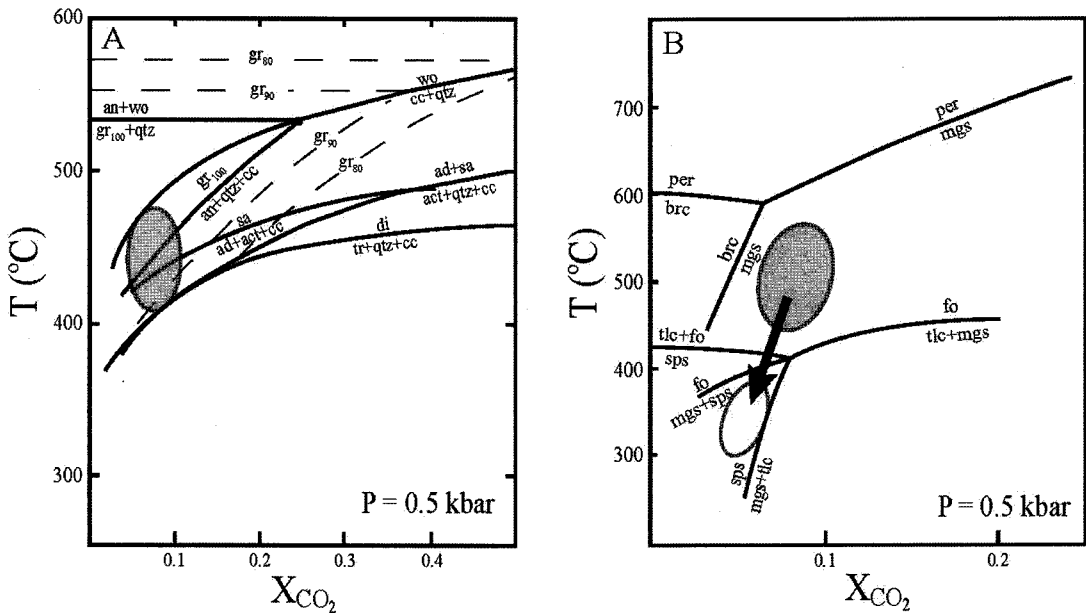 A
600
500
400
300
T (°C)
gr80
gr90
an+wo
gr100+qtz
wo
cc+qtz
gr100
an+qtz+cc
gr90
gr80
sa
ad+act+cc
ad+sa
act+qtz+cc
di
tr+qtz+cc
P = 0.5 kbar
0.1 0.2 0.3 0.4
XCO2
B
700
600
500
400
300
T (°C)
per
mgs
per
brc
brc
mgs
tlc+fo
sps
fo
mgs+sps
fo
tlc+mgs
sps
mgs+tlc
P = 0.5 kbar
0.1 0.2
XCO2